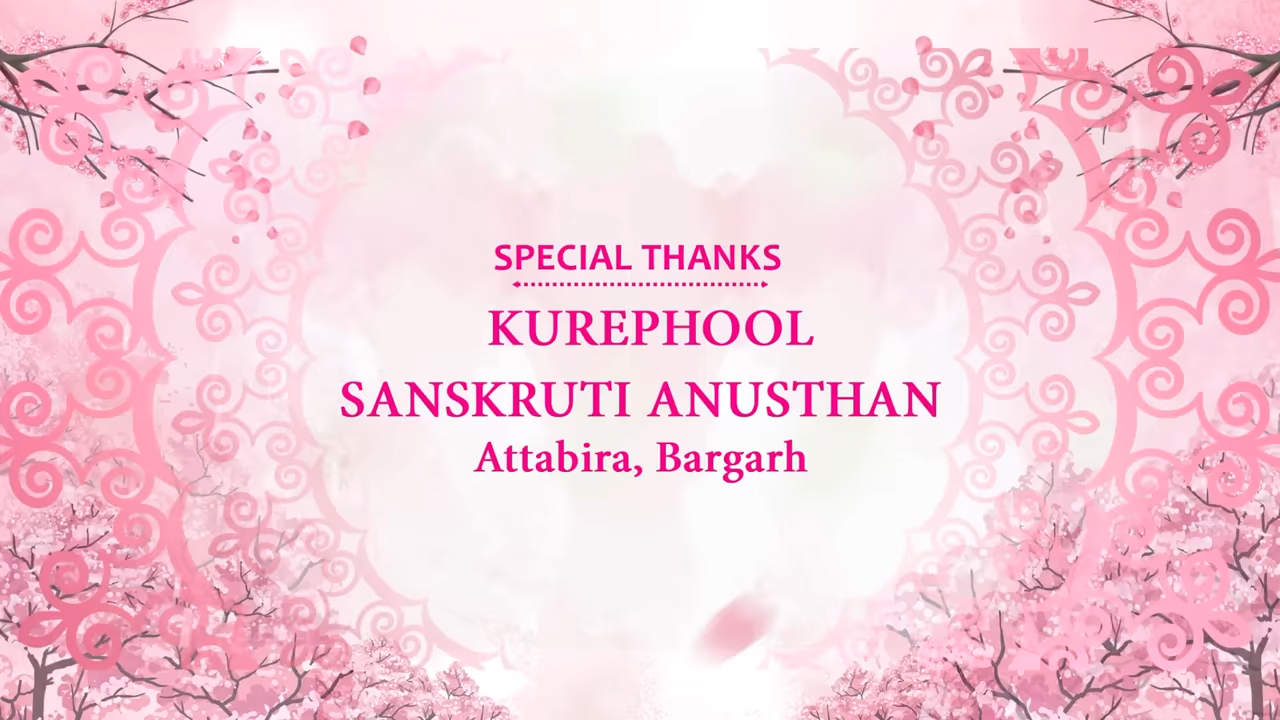 SPECIAL THANKS
KUREPHOOL
SANSKRUTI ANUSTHAN
Attabira, Bargarh